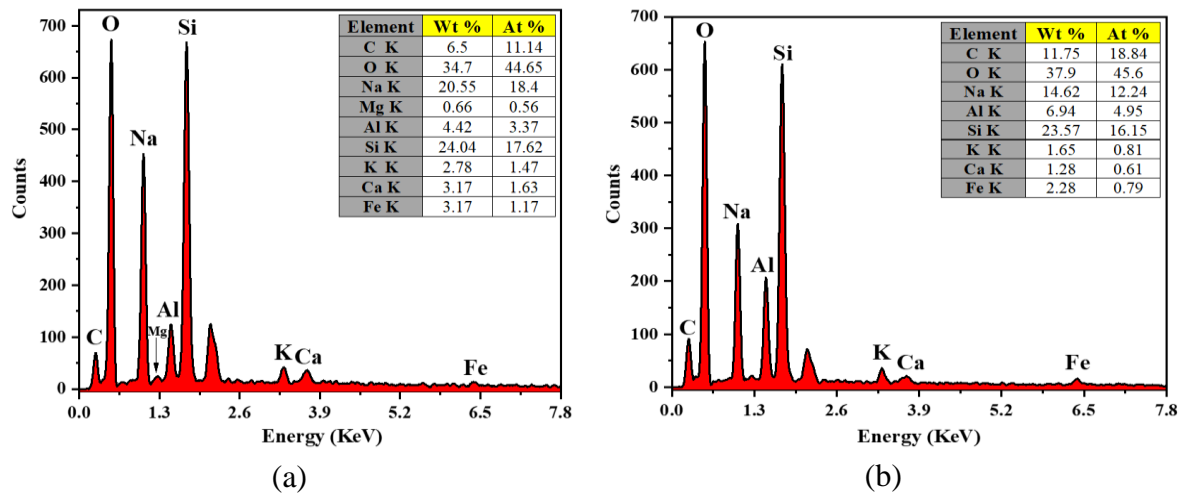 700
600
500
400
300
200
100
0
Counts
O
Si
Na
C
Mg
Al
K
Ca
Fe
Element Wt % At %
C K 6.5 11.14
O K 34.7 44.65
Na K 20.55 18.4
Mg K 0.66 0.56
Al K 4.42 3.37
Si K 24.04 17.62
K K 2.78 1.47
Ca K 3.17 1.63
Fe K 3.17 1.17
0.0 1.3 2.6 3.9 5.2 6.5 7.8
Energy (KeV)
(a)
700
600
500
400
300
200
100
0
Counts
O
Si
Na
Al
C
K
Ca
Fe
Element Wt % At %
C K 11.75 18.84
O K 37.9 45.6
Na K 14.62 12.24
Al K 6.94 4.95
Si K 23.57 16.15
K K 1.65 0.81
Ca K 1.28 0.61
Fe K 2.28 0.79
0.0 1.3 2.6 3.9 5.2 6.5 7.8
Energy (KeV)
(b)